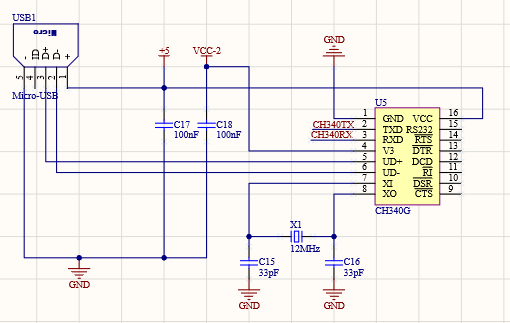 USB1
Micro
- ID D+ D- +
5 4 3 2 1
Micro-USB
+5
VCC-2
GND
C17
100nF
C18
100nF
U5
CH340TX
CH340RX
1 GND VCC 16
2 TXD RS232 15
3 RXD RTS 14
4 V3 DTR 13
5 UD+ DCD 12
6 UD- RI 11
7 XI DSR 10
8 XO CTS 9
CH340G
X1
12MHz
C15
33pF
C16
33pF
GND
GND
GND